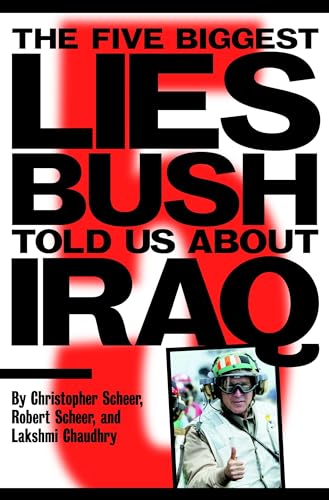 THE FIVE BIGGEST
LIES
BUSH
TOLD US ABOUT
IRAQ
By Christopher Scheer,
Robert Scheer, and
Lakshmi Chaudhry